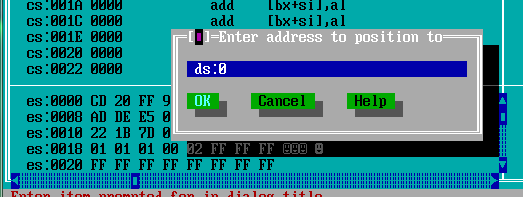 cs:001A 0000 add [bx+si],al
cs:001C 0000 add [bx+si],al
cs:001E 0000
cs:0020 0000
cs:0022 0000
[■]=Enter address to position to
ds:0
OK Cancel Help
es:0000 CD 20 FF 9
es:0008 AD DE E5 0
es:0010 22 1B 7D 0
es:0018 01 01 01 00 02 FF FF FF ☺☺☺ ☻
es:0020 FF FF FF FF FF FF FF FF
Enter item prompted for in dialog title